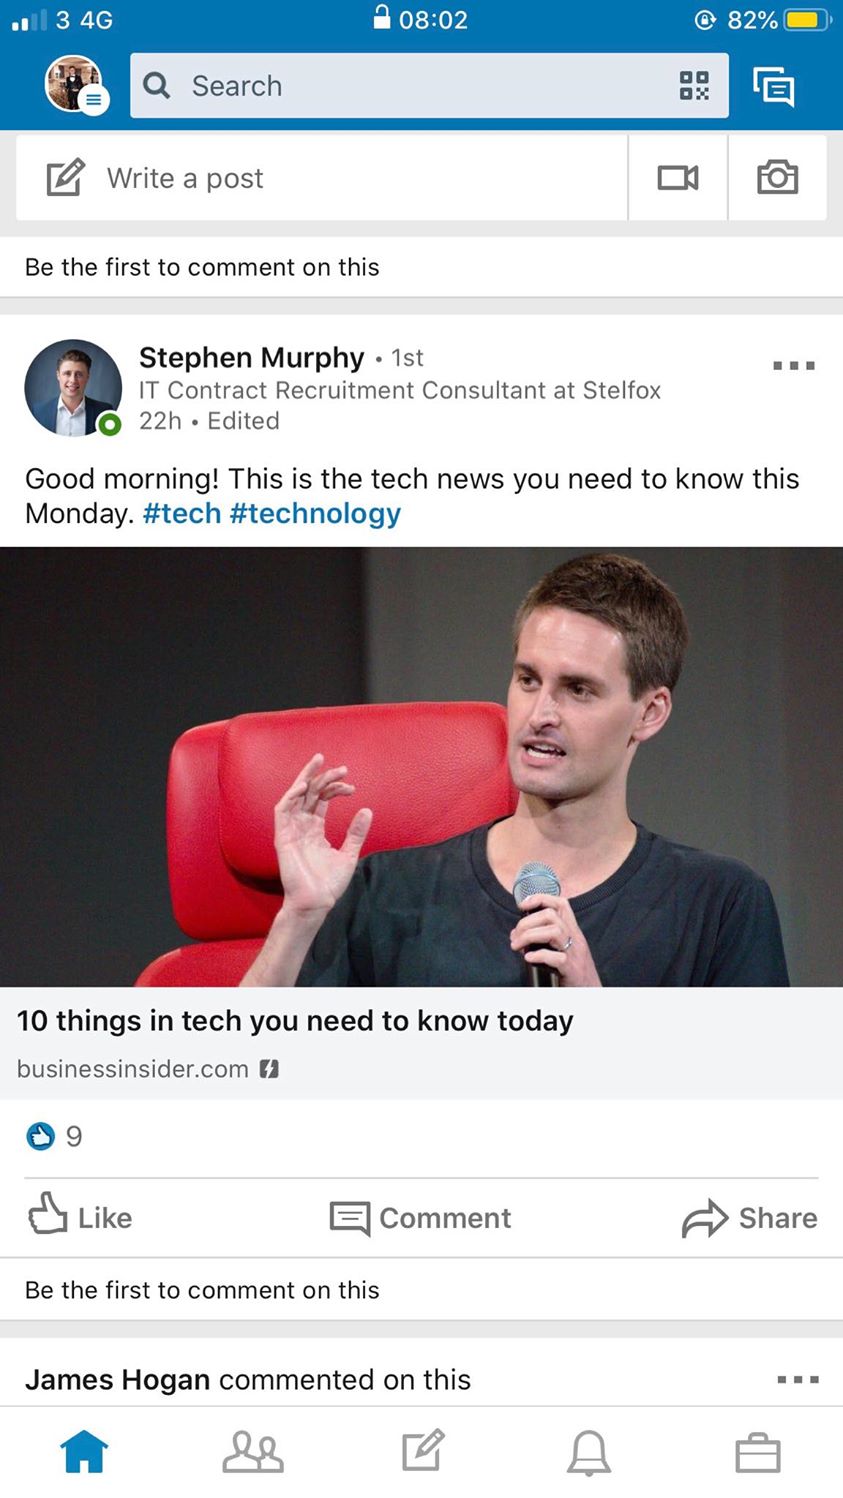 3 4G 08:02 82%
Search
Write a post
Be the first to comment on this
Stephen Murphy • 1st
IT Contract Recruitment Consultant at Stelfox
22h • Edited
Good morning! This is the tech news you need to know this
Monday. #tech #technology
10 things in tech you need to know today
businessinsider.com
9
Like Comment Share
Be the first to comment on this
James Hogan commented on this